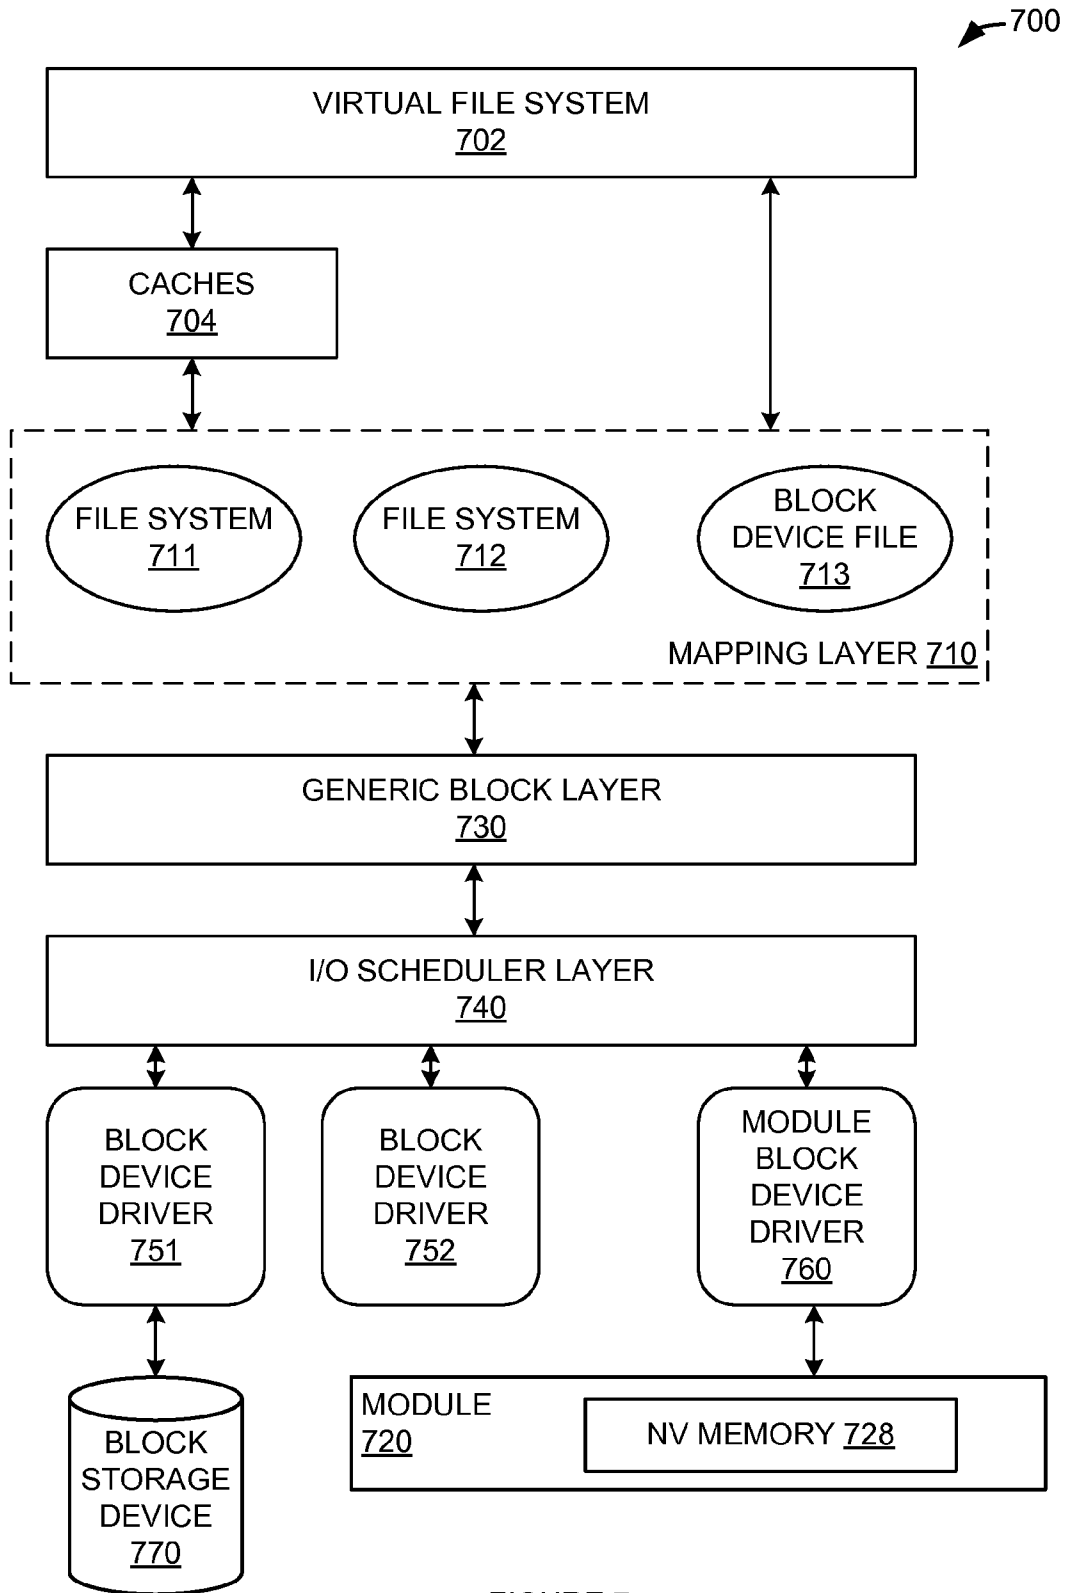 700
VIRTUAL FILE SYSTEM
702
CACHES
704
FILE SYSTEM
711
FILE SYSTEM
712
BLOCK
DEVICE FILE
713
MAPPING LAYER 710
GENERIC BLOCK LAYER
730
I/O SCHEDULER LAYER
740
BLOCK
DEVICE
DRIVER
751
BLOCK
DEVICE
DRIVER
752
MODULE
BLOCK
DEVICE
DRIVER
760
BLOCK
STORAGE
DEVICE
770
MODULE
720
NV MEMORY 728